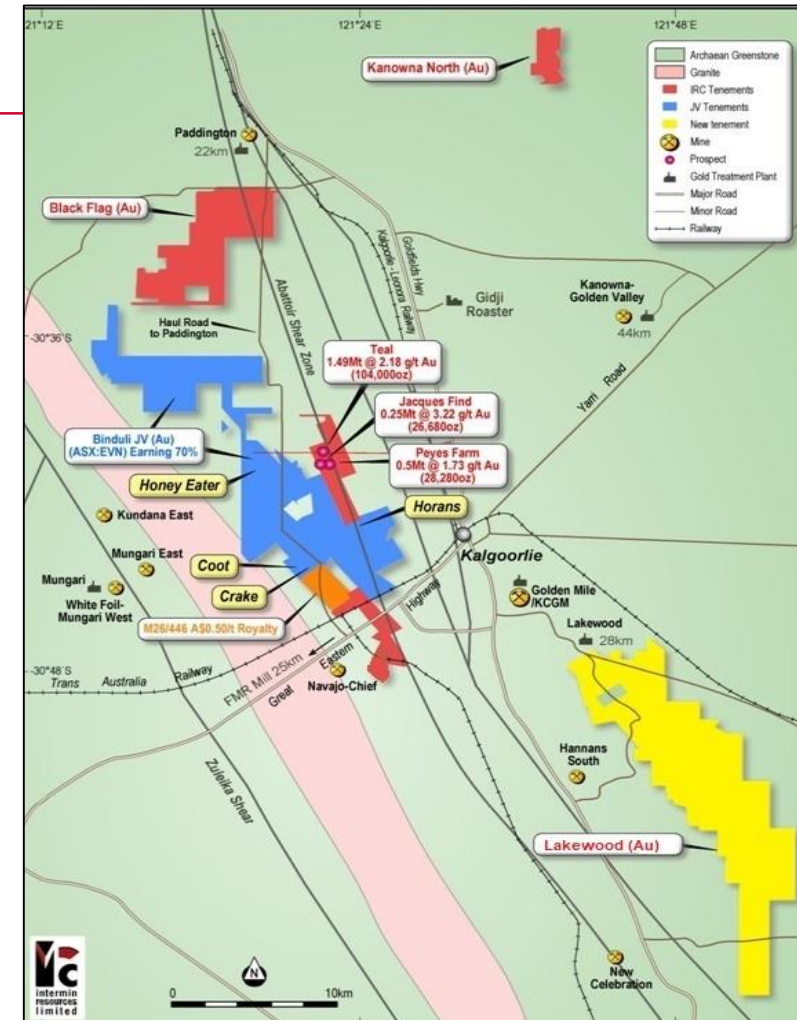 121°12´E
121°24´E
121°48´E
Kanowna North (Au)
Archaean Greenstone
Granite
IRC Tenements
JV Tenements
New tenement
Mine
Prospect
Gold Treatment Plant
Major Road
Minor Road
Railway
Paddington
22km
Black Flag (Au)
Goldfields Hwy
Kalgoorlie - Leonora Railway
Abattoir Shear Zone
Gidji
Roaster
Kanowna-
Golden Valley
44km
-30°36´
Haul Road
to Paddington
Yarri Road
Teal
1.49Mt @ 2.18 g/t Au
(104,000oz)
Jacques Find
0.25Mt @ 3.22 g/t Au
(26,680oz)
Binduli JV (Au)
(ASX:EVN) Earning 70%
Peyes Farm
0.5Mt @ 1.73 g/t Au
(28,280oz)
Honey Eater
Horans
Kundana East
Kalgoorlie
Mungari East
Coot
Mungari
White Foil-
Mungari West
Crake
Golden Mile
/KCGM
Lakewood
28km
M26/446 A$0.50/t Royalty
-30°48´
Trans Australia Railway
FMR Mill 25km
Great Eastern Highway
Navajo-Chief
Hannans
South
Zuleika Shear
Lakewood (Au)
intermin
resources
limited
N
0 10km
New
Celebration